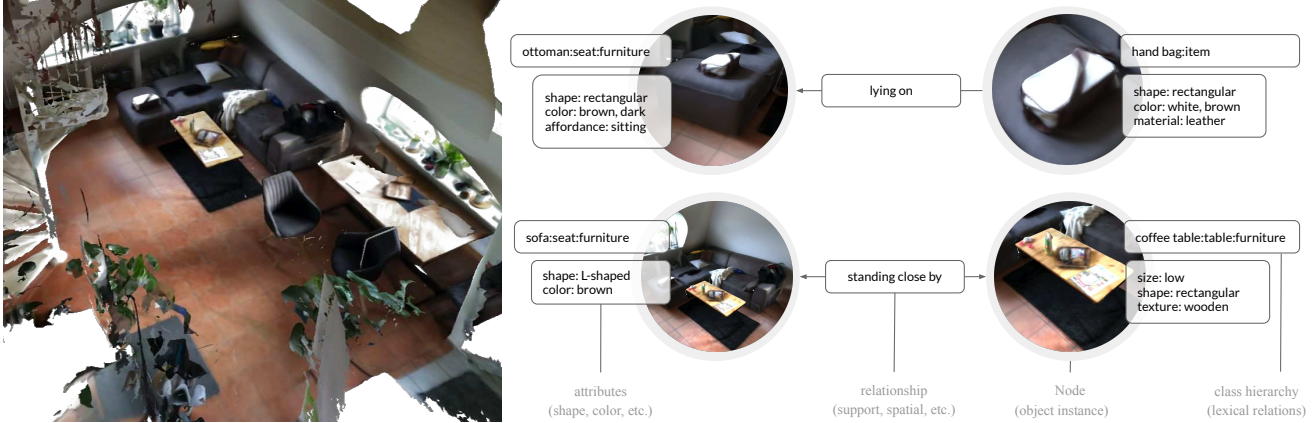 ottoman:seat:furniture
shape: rectangular
color: brown, dark
affordance: sitting
lying on
hand bag:item
shape: rectangular
color: white, brown
material: leather
sofa:seat:furniture
shape: L-shaped
color: brown
standing close by
coffee table:table:furniture
size: low
shape: rectangular
texture: wooden
attributes
(shape, color, etc.)
relationship
(support, spatial, etc.)
Node
(object instance)
class hierarchy
(lexical relations)